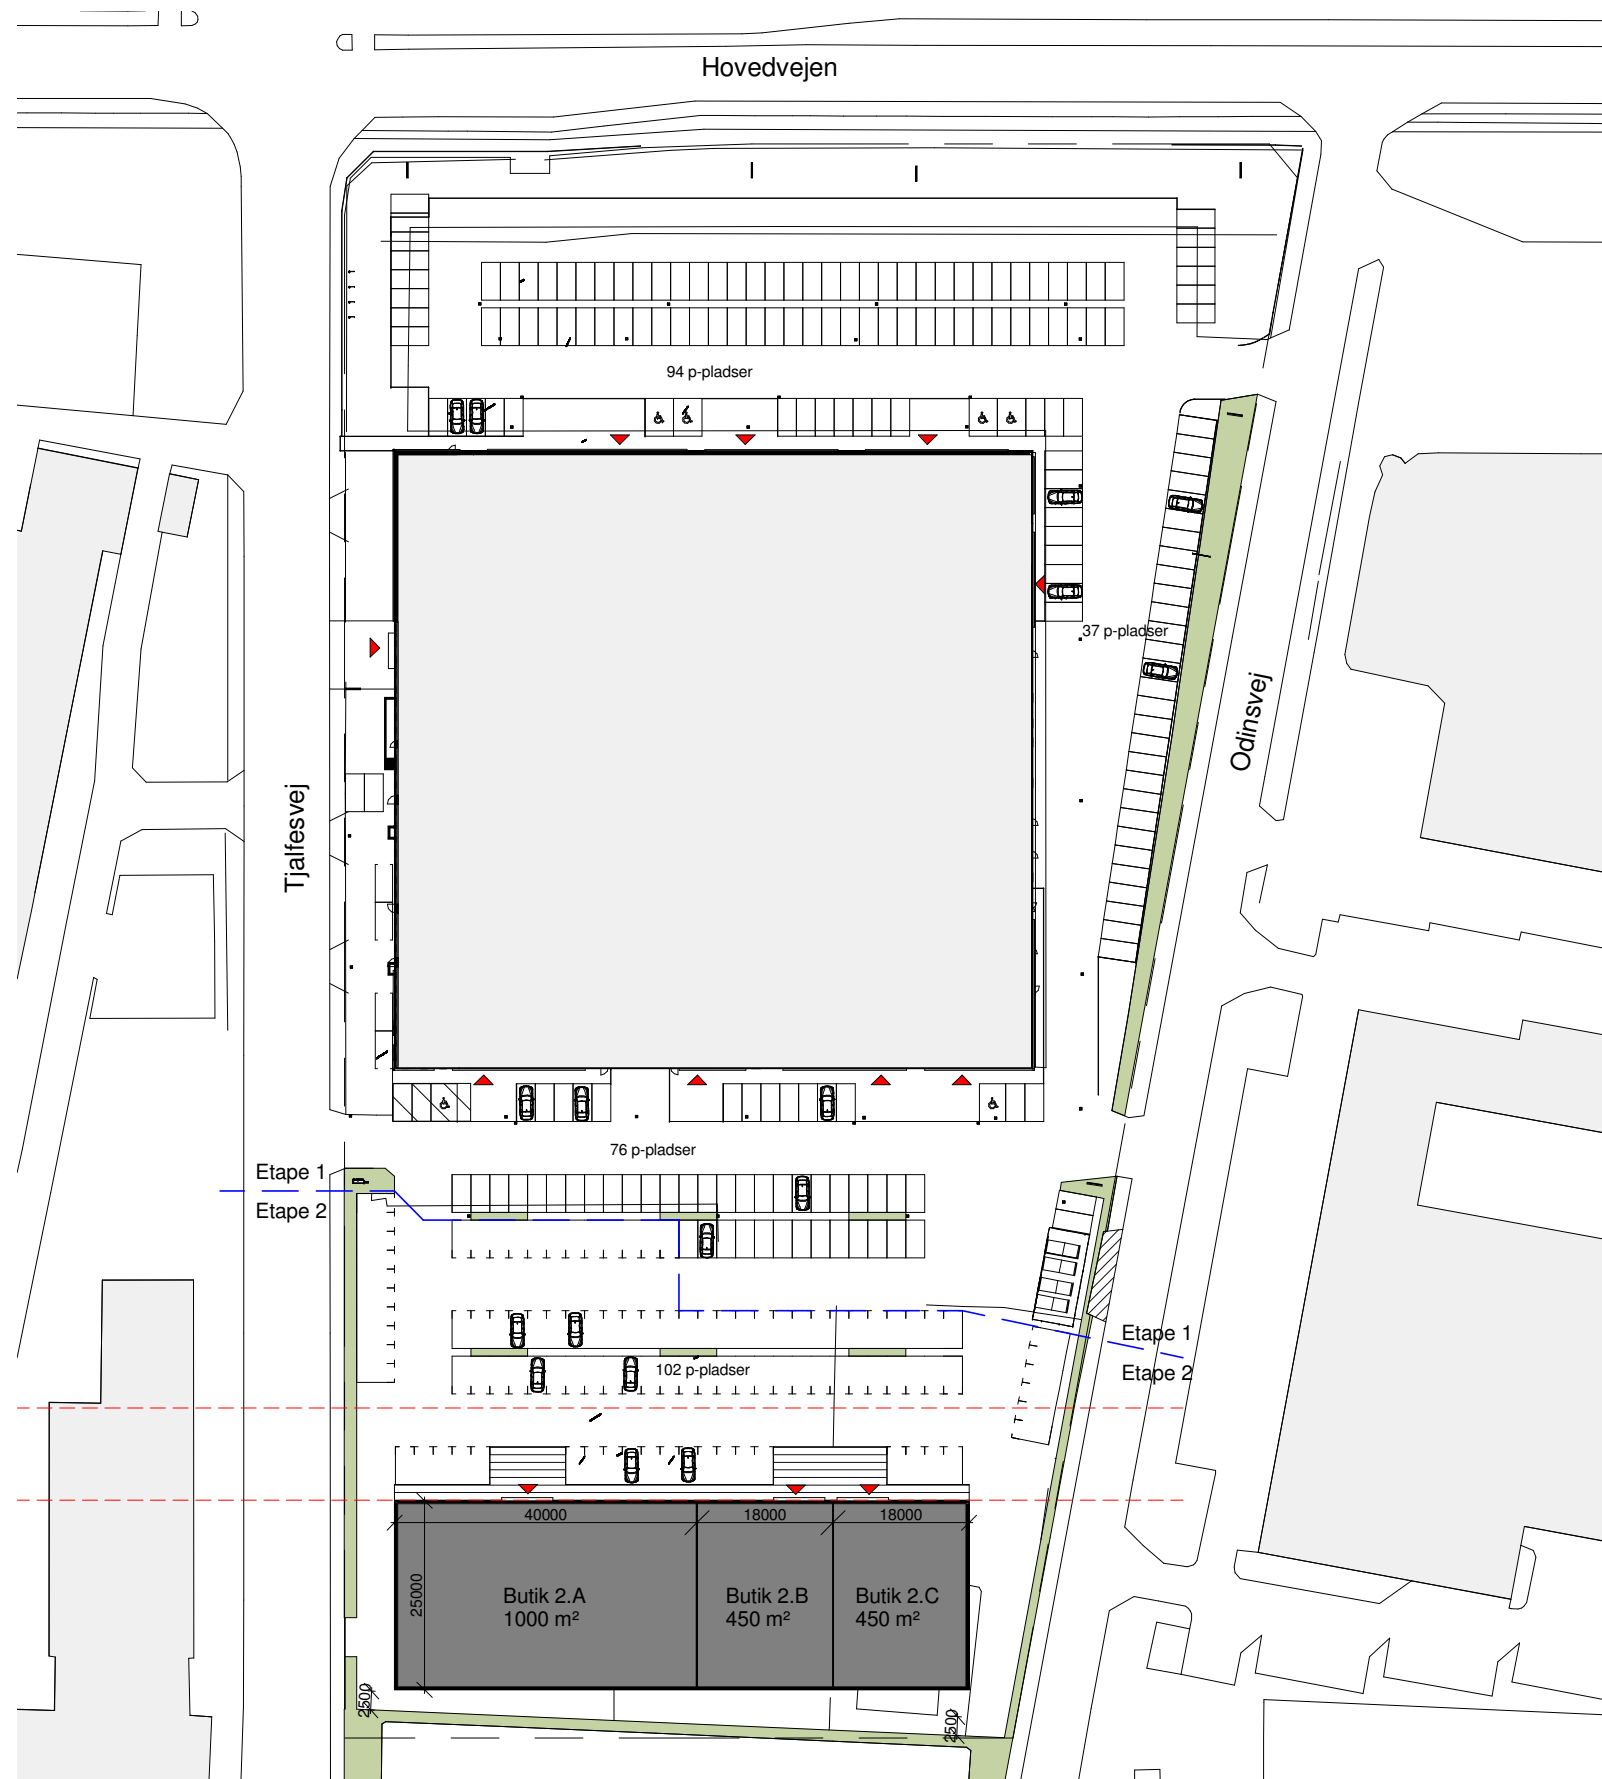 Hovedvejen
94 p-pladser
37 p-pladser
Odinsvej
Tjalfesvej
76 p-pladser
Etape 1
Etape 2
Etape 1
Etape 2
102 p-pladser
40000
18000
18000
25000
Butik 2.A
1000 m²
Butik 2.B
450 m²
Butik 2.C
450 m²
2500
2500